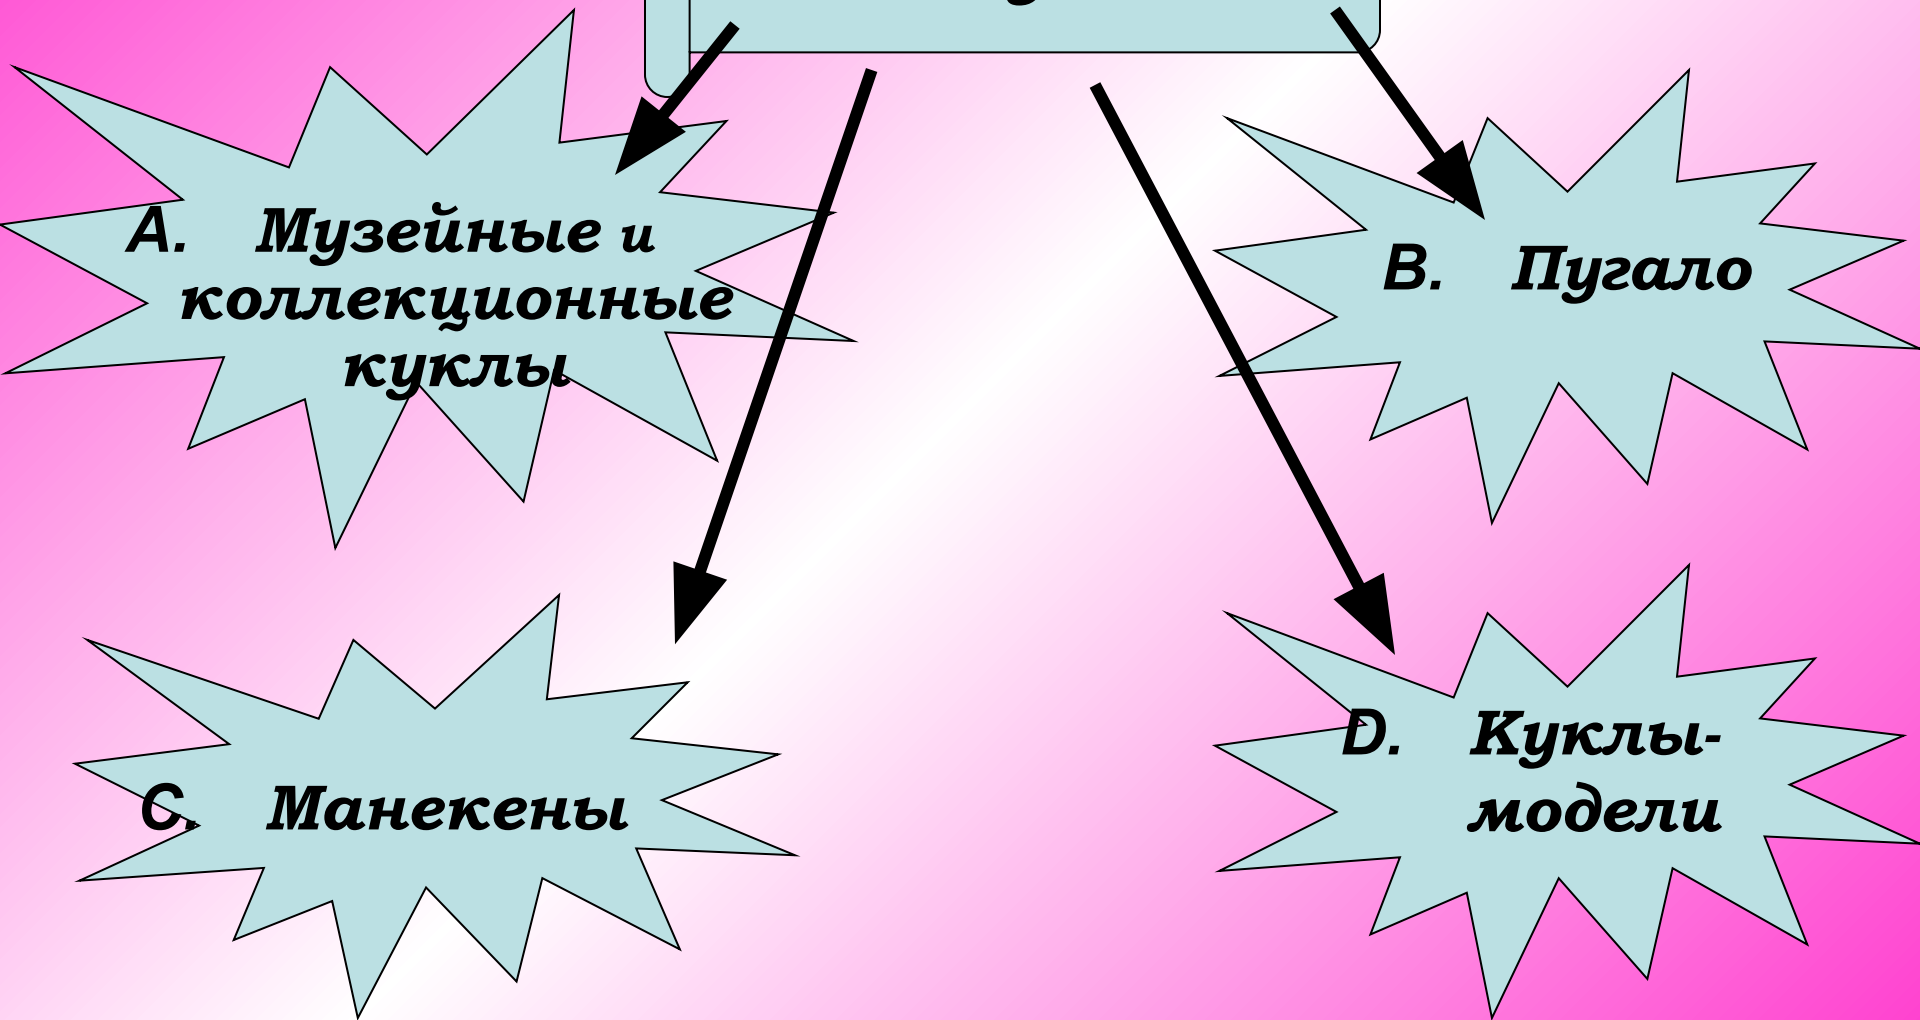 A. Музейные и
коллекционные
куклы
B. Пугало
C. Манекены
D. Куклы-
модели